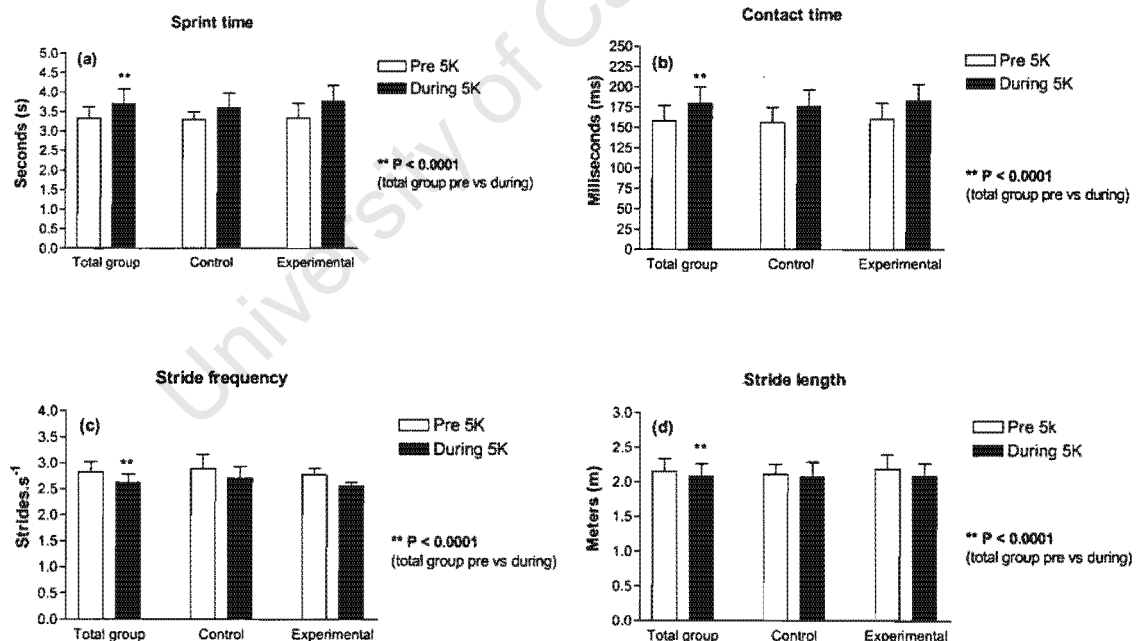 Sprint time
(a)
Seconds (s)
5.0
4.5
4.0
3.5
3.0
2.5
2.0
1.5
1.0
0.5
0.0
**
Total group Control Experimental
Pre 5K
During 5K
** P < 0.0001
(total group pre vs during)
Contact time
(b)
Milliseconds (ms)
250
225
200
175
150
125
100
75
50
25
0
**
Total group Control Experimental
Pre 5K
During 5K
** P < 0.0001
(total group pre vs during)
Stride frequency
(c)
Strides.s⁻¹
4.0
3.5
3.0
2.5
2.0
1.5
1.0
0.5
0.0
**
Total group Control Experimental
Pre 5K
During 5K
** P < 0.0001
(total group pre vs during)
Stride length
(d)
Meters (m)
3.0
2.5
2.0
1.5
1.0
0.5
0.0
**
Total group Control Experimental
Pre 5k
During 5K
** P < 0.0001
(total group pre vs during)
University of Ca